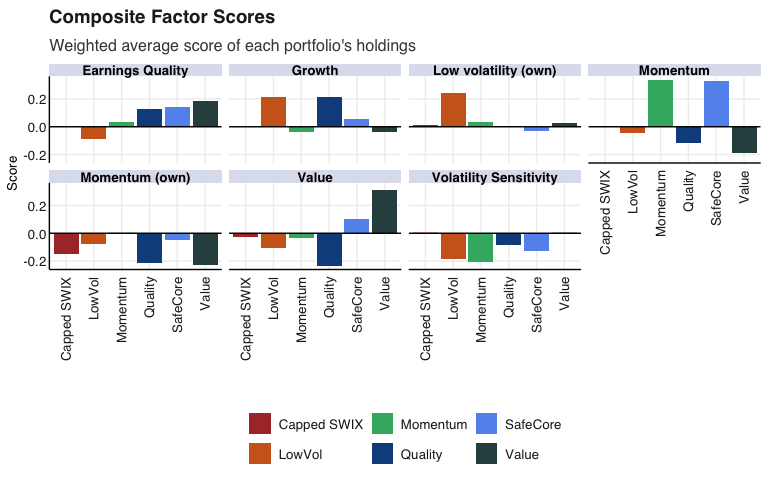 Composite Factor Scores
Weighted average score of each portfolio's holdings
Earnings Quality
Growth
Low volatility (own)
Momentum
0.2
0.0
-0.2
Score
Capped SWIX
LowVol
Momentum
Quality
SafeCore
Value
Momentum (own)
Value
Volatility Sensitivity
0.2
0.0
-0.2
Capped SWIX
LowVol
Momentum
Quality
SafeCore
Value
Capped SWIX
LowVol
Momentum
Quality
SafeCore
Value
Capped SWIX
LowVol
Momentum
Quality
SafeCore
Value
Capped SWIX
Momentum
SafeCore
LowVol
Quality
Value